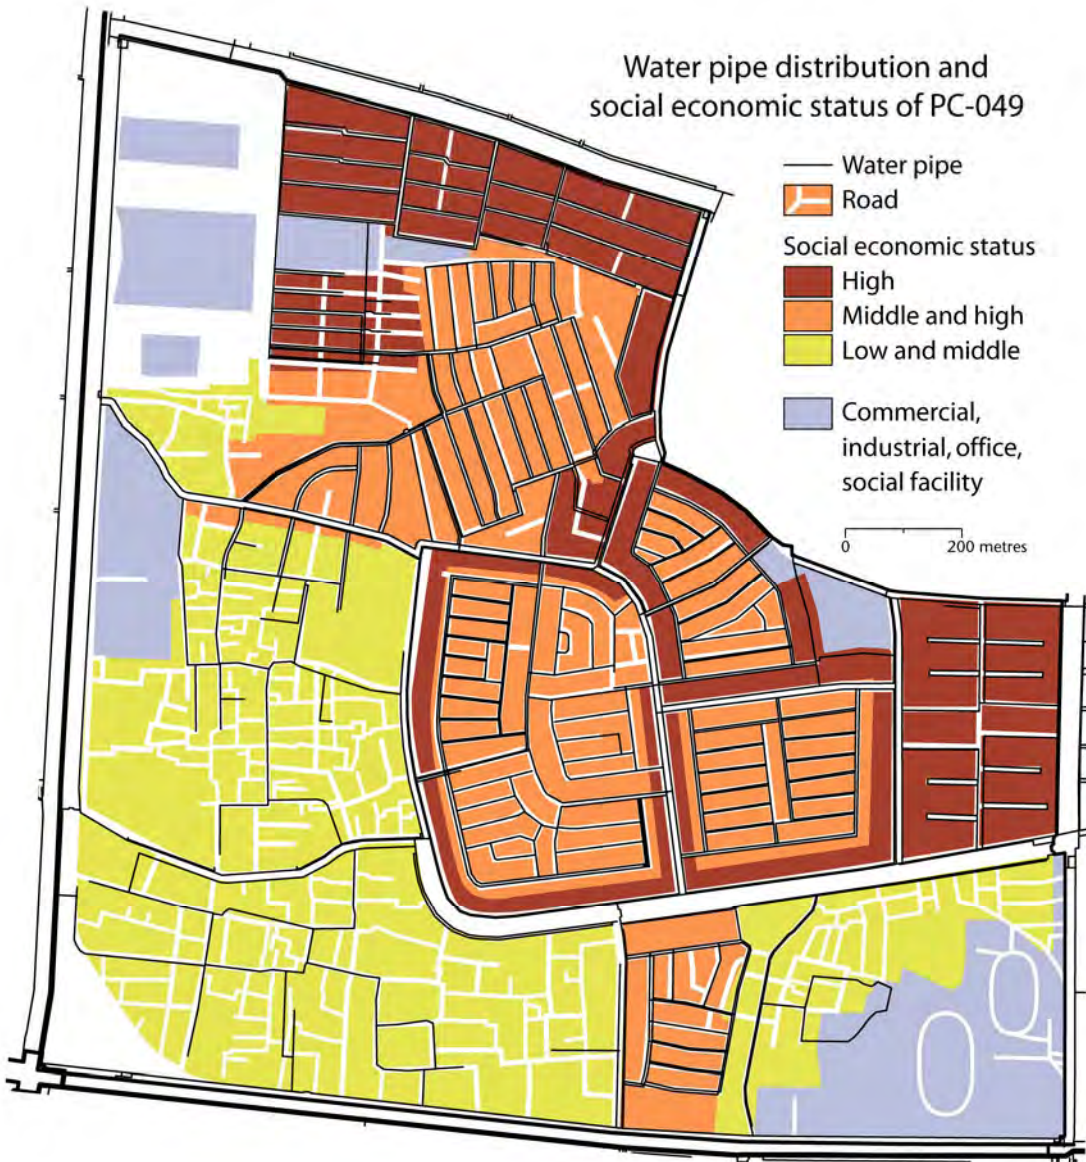 Water pipe distribution and
social economic status of PC-049
Water pipe
Road
Social economic status
High
Middle and high
Low and middle
Commercial,
industrial, office,
social facility
0 200 metres